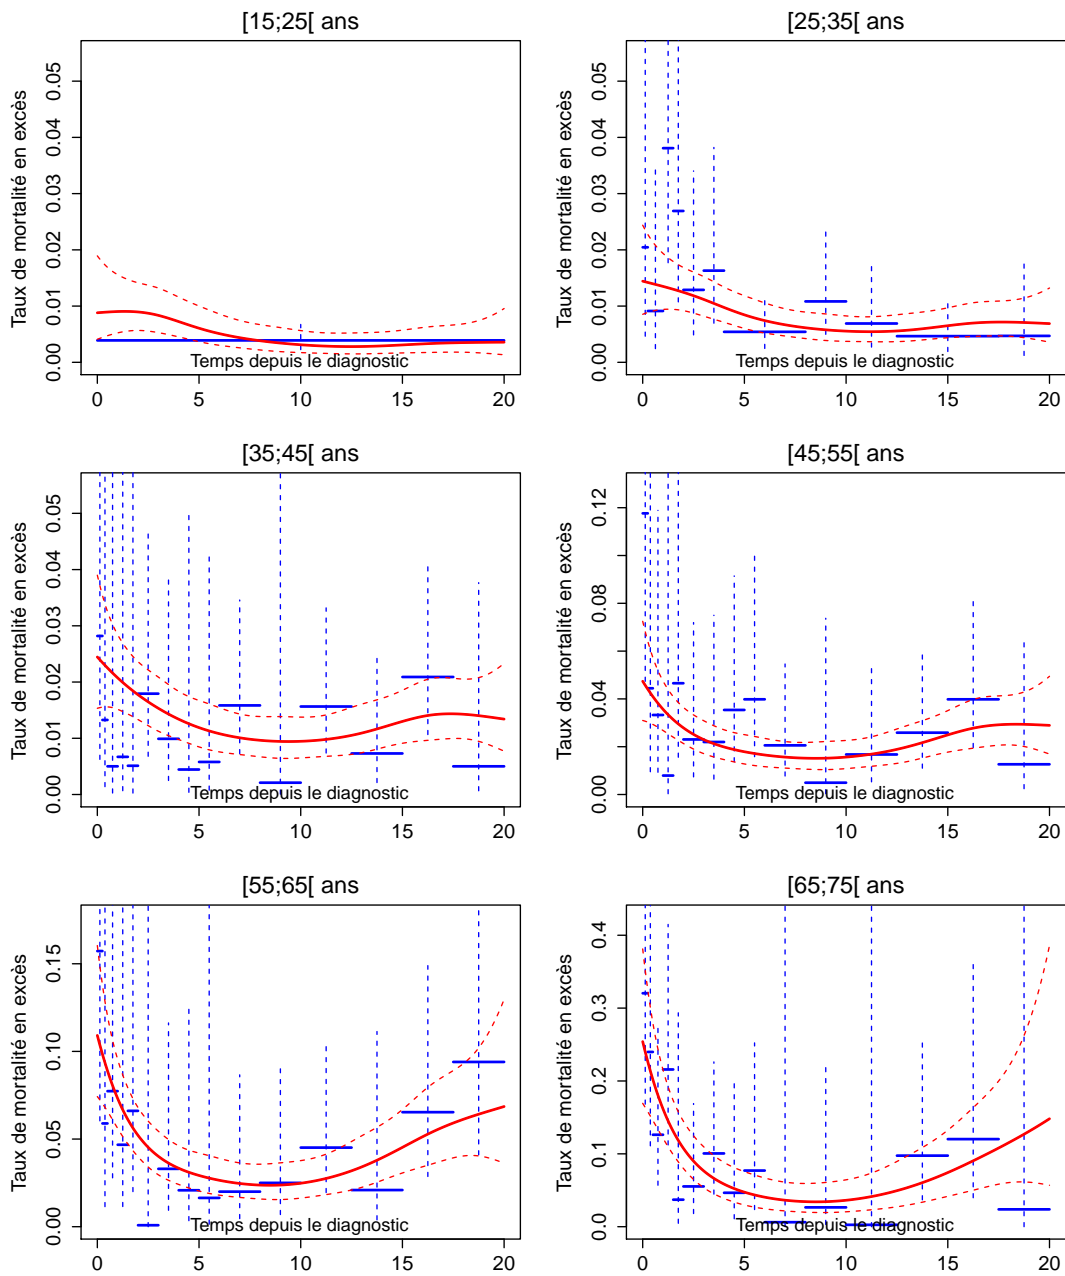 [15;25[ ans
[25;35[ ans
Taux de mortalité en excès
0.00 0.01 0.02 0.03 0.04 0.05
Temps depuis le diagnostic
0 5 10 15 20
Taux de mortalité en excès
0.00 0.01 0.02 0.03 0.04 0.05
Temps depuis le diagnostic
0 5 10 15 20
[35;45[ ans
[45;55[ ans
Taux de mortalité en excès
0.00 0.01 0.02 0.03 0.04 0.05
Temps depuis le diagnostic
0 5 10 15 20
Taux de mortalité en excès
0.00 0.04 0.08 0.12
Temps depuis le diagnostic
0 5 10 15 20
[55;65[ ans
[65;75[ ans
Taux de mortalité en excès
0.00 0.05 0.10 0.15
Temps depuis le diagnostic
0 5 10 15 20
Taux de mortalité en excès
0.0 0.1 0.2 0.3 0.4
Temps depuis le diagnostic
0 5 10 15 20